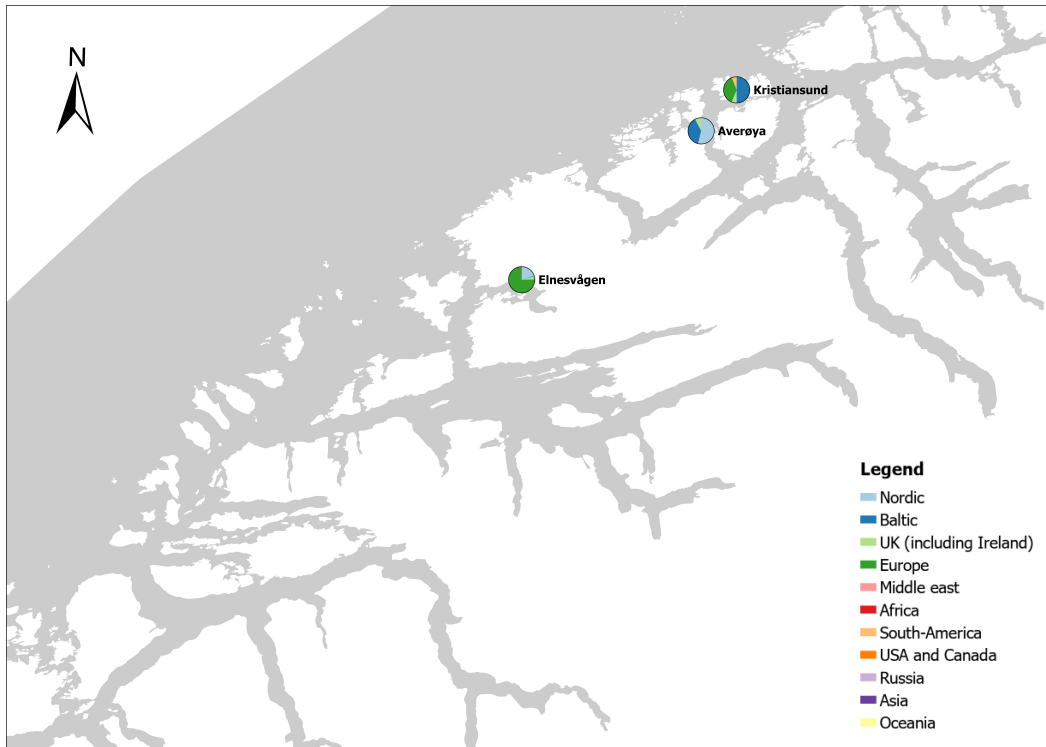 N
Kristiansund
Averøya
Elnesvågen
Legend
Nordic
Baltic
UK (including Ireland)
Europe
Middle east
Africa
South-America
USA and Canada
Russia
Asia
Oceania